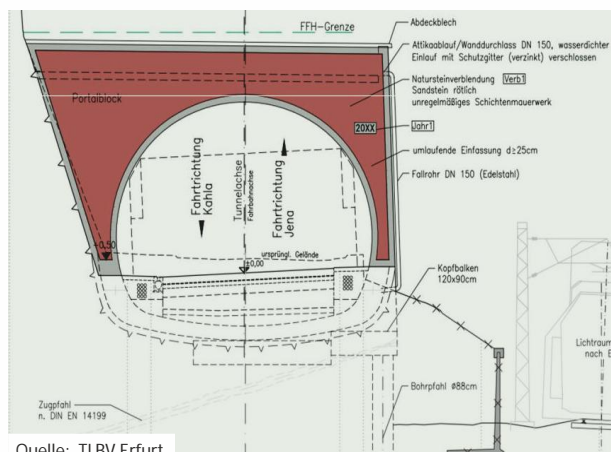 FFH-Grenze
Abdeckblech
Attikaablauf/Wanddurchlass DN 150, wasserdichter
Einlauf mit Schutzgitter (verzinkt) verschlossen
Portalblock
Natursteinverblendung Verb1
Sandstein rötlich
unregelmäßiges Schichtenmauerwerk
20XX
Jahr1
umlaufende Einfassung d≥25cm
Fallrohr DN 150 (Edelstahl)
Fahrtrichtung
Kahla
Tunnelachse
Fahrbahnachse
Fahrtrichtung
Jena
+0,50
ursprüngl. Gelände
±0,00
Kopfbalken
120x90cm
Lichtraum
nach
Zugpfahl
n. DIN EN 14199
Bohrpfahl ø88cm
Quelle: TLBV Erfurt